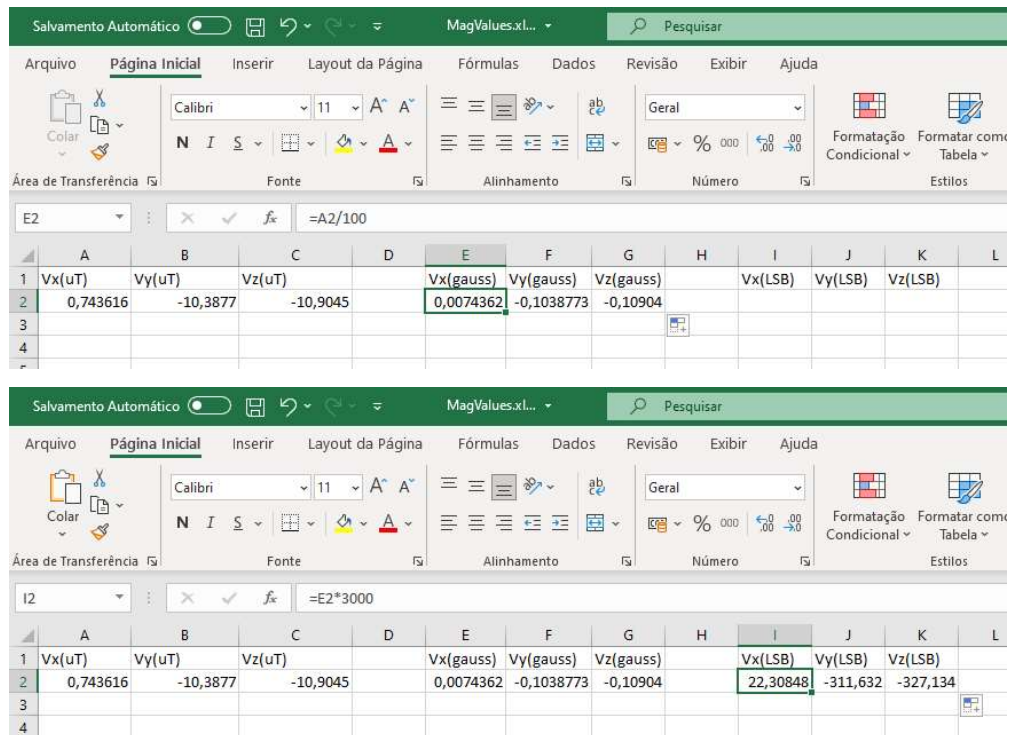 Salvamento Automático MagValues.xl... Pesquisar
Arquivo Página Inicial Inserir Layout da Página Fórmulas Dados Revisão Exibir Ajuda
Calibri 11 A A ab Geral
Colar N I S A % 000 Formatação Formatar como
Condicional Tabela
Área de Transferência Fonte Alinhamento Número Estilos
E2 fx =A2/100
A B C D E F G H I J K L
1 Vx(uT) Vy(uT) Vz(uT) Vx(gauss) Vy(gauss) Vz(gauss) Vx(LSB) Vy(LSB) Vz(LSB)
2 0,743616 -10,3877 -10,9045 0,0074362 -0,1038773 -0,10904
3
4
Salvamento Automático MagValues.xl... Pesquisar
Arquivo Página Inicial Inserir Layout da Página Fórmulas Dados Revisão Exibir Ajuda
Calibri 11 A A ab Geral
Colar N I S A % 000 Formatação Formatar como
Condicional Tabela
Área de Transferência Fonte Alinhamento Número Estilos
I2 fx =E2*3000
A B C D E F G H I J K L
1 Vx(uT) Vy(uT) Vz(uT) Vx(gauss) Vy(gauss) Vz(gauss) Vx(LSB) Vy(LSB) Vz(LSB)
2 0,743616 -10,3877 -10,9045 0,0074362 -0,1038773 -0,10904 22,30848 -311,632 -327,134
3
4